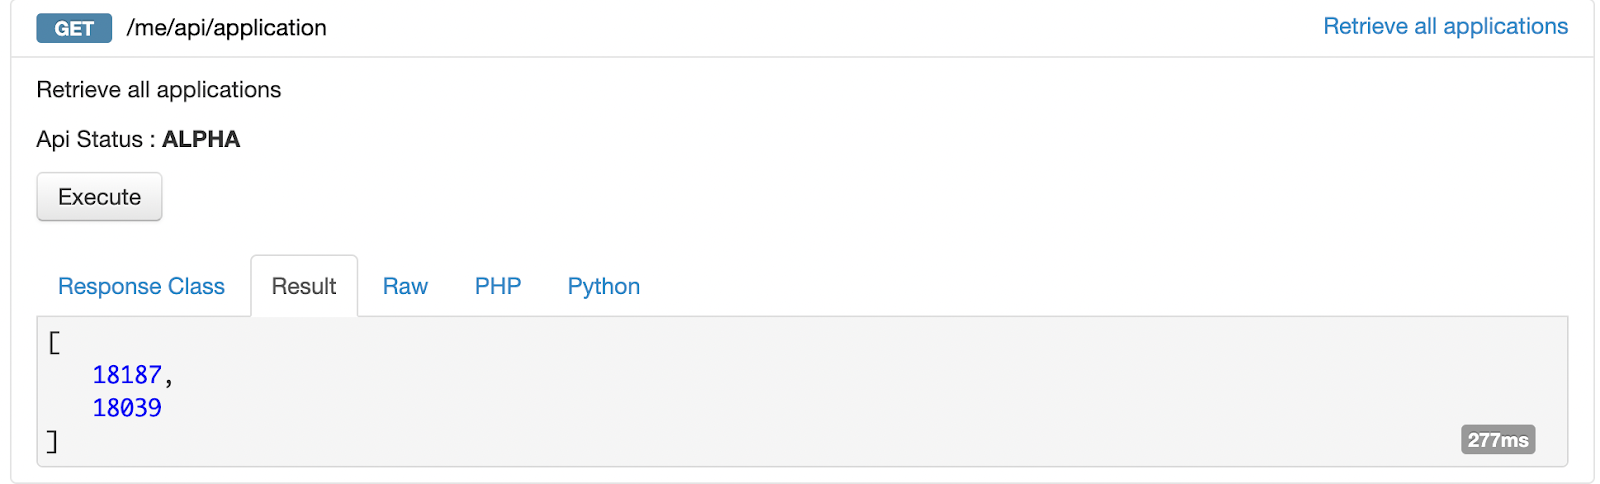 GET /me/api/application Retrieve all applications
Retrieve all applications
Api Status : ALPHA
Execute
Response Class Result Raw PHP Python
[
18187,
18039
]
277ms